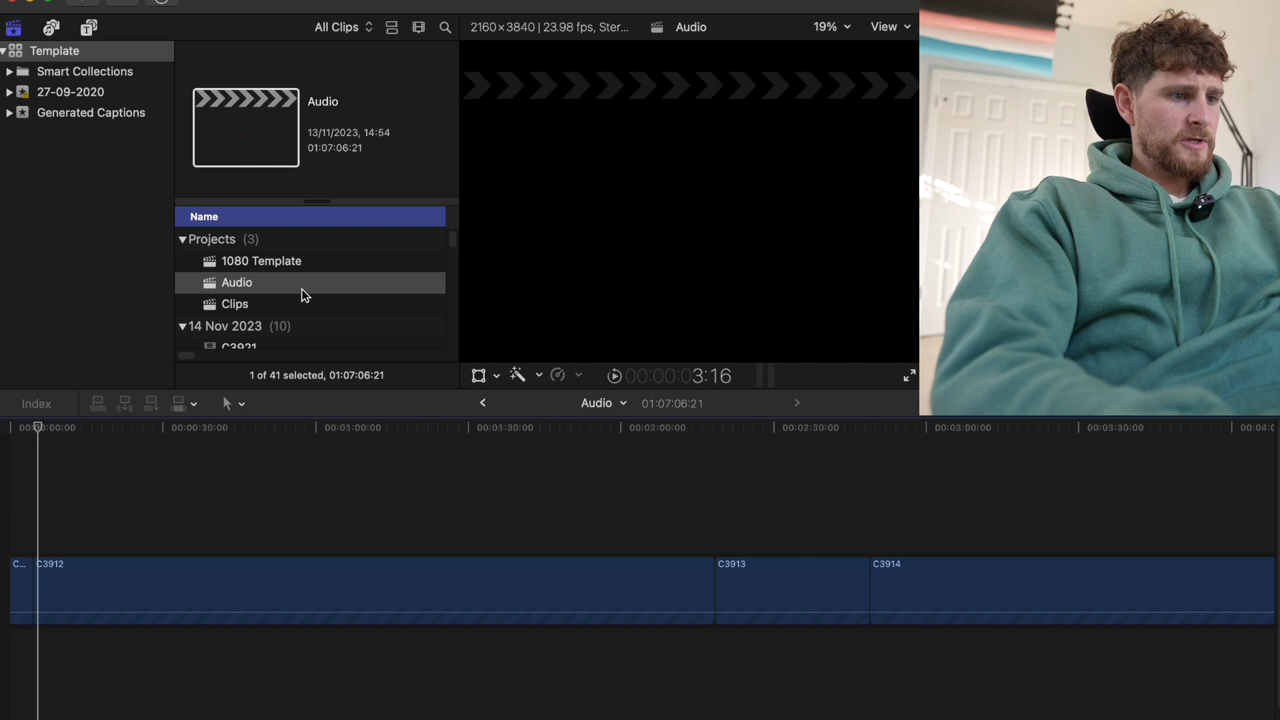 All Clips
2160×3840 | 23.98 fps, Ster...
Audio
19%
View
Template
Smart Collections
27-09-2020
Generated Captions
Audio
13/11/2023, 14:54
01:07:06:21
Name
Projects (3)
1080 Template
Audio
Clips
14 Nov 2023 (10)
C3921
1 of 41 selected, 01:07:06:21
00:00:03:16
Index
Audio
01:07:06:21
00:00:30:00
00:01:00:00
00:01:30:00
00:02:00:00
00:02:30:00
00:03:00:00
00:03:30:00
C...
C3912
C3913
C3914